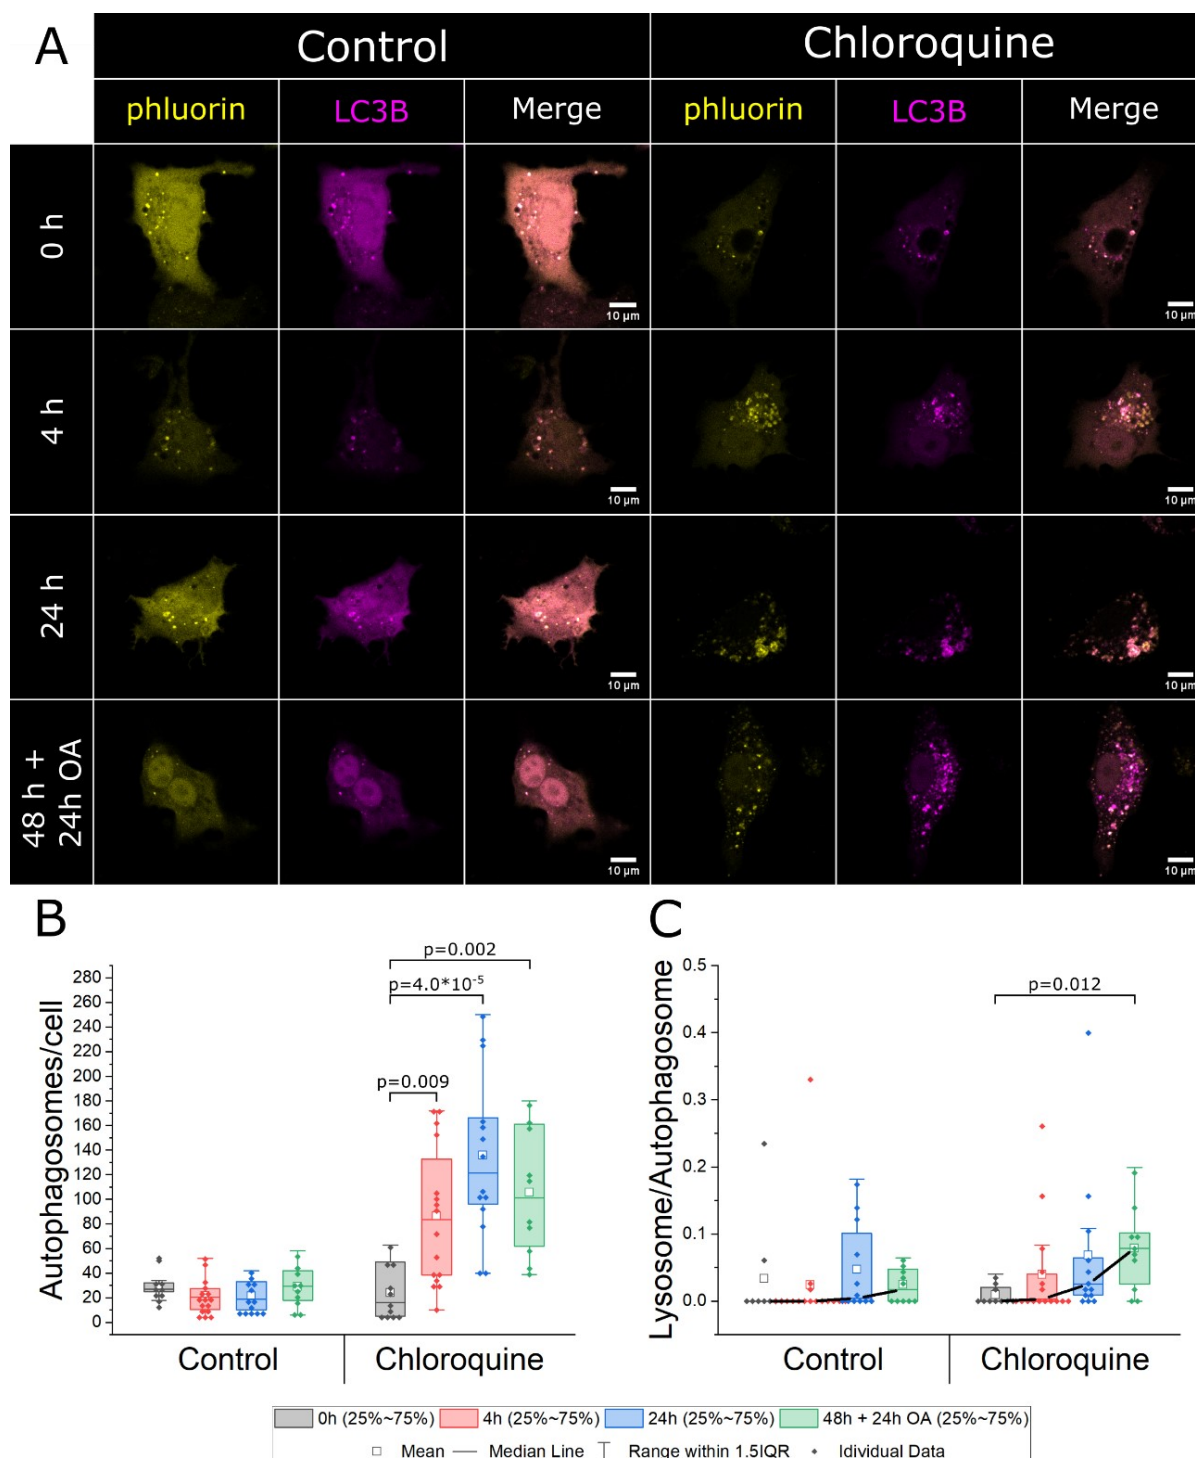 A
Control
Chloroquine
phluorin
LC3B
Merge
phluorin
LC3B
Merge
0 h
10 µm
10 µm
4 h
10 µm
10 µm
24 h
10 µm
10 µm
48 h +
24h OA
10 µm
10 µm
B
Autophagosomes/cell
280
260
240
220
200
180
160
140
120
100
80
60
40
20
0
p=0.002
p=4.0*10⁻⁵
p=0.009
Control
Chloroquine
C
Lysosome/Autophagosome
0.5
0.4
0.3
0.2
0.1
0.0
p=0.012
Control
Chloroquine
0h (25%~75%)
4h (25%~75%)
24h (25%~75%)
48h + 24h OA (25%~75%)
Mean
Median Line
Range within 1.5IQR
Idividual Data